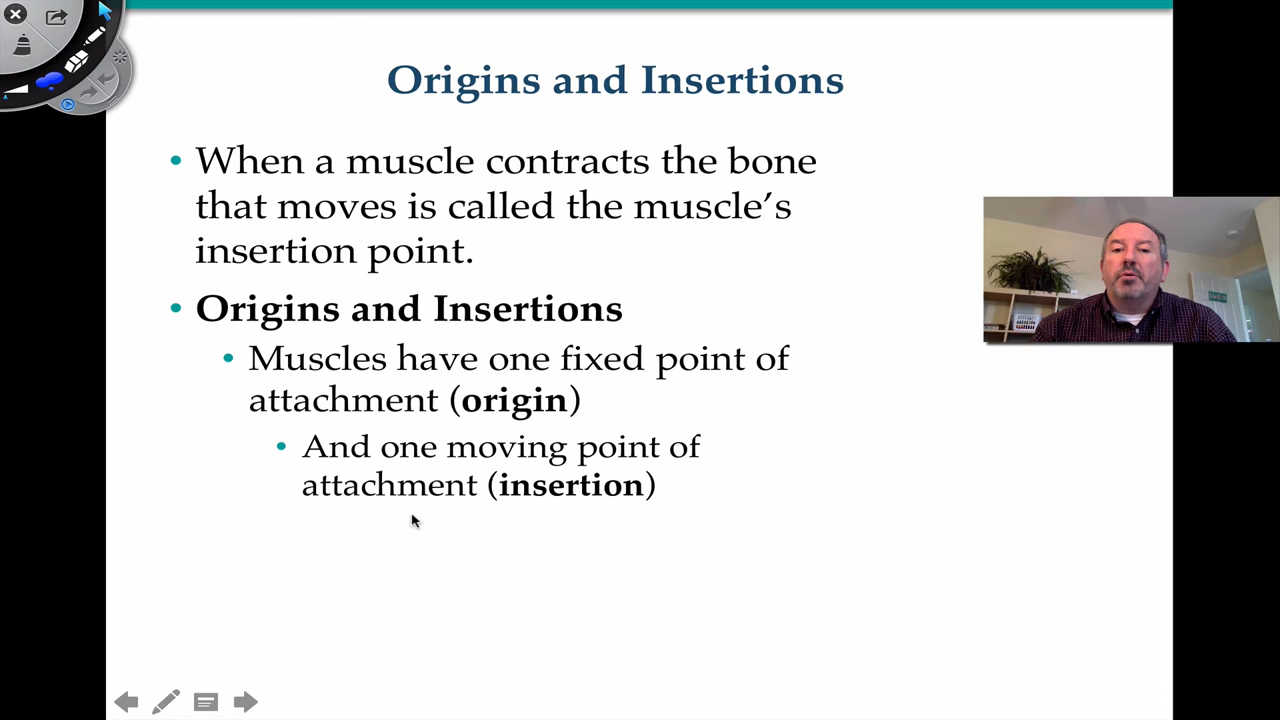 Origins and Insertions
• When a muscle contracts the bone
that moves is called the muscle’s
insertion point.
• Origins and Insertions
• Muscles have one fixed point of
attachment (origin)
• And one moving point of
attachment (insertion)